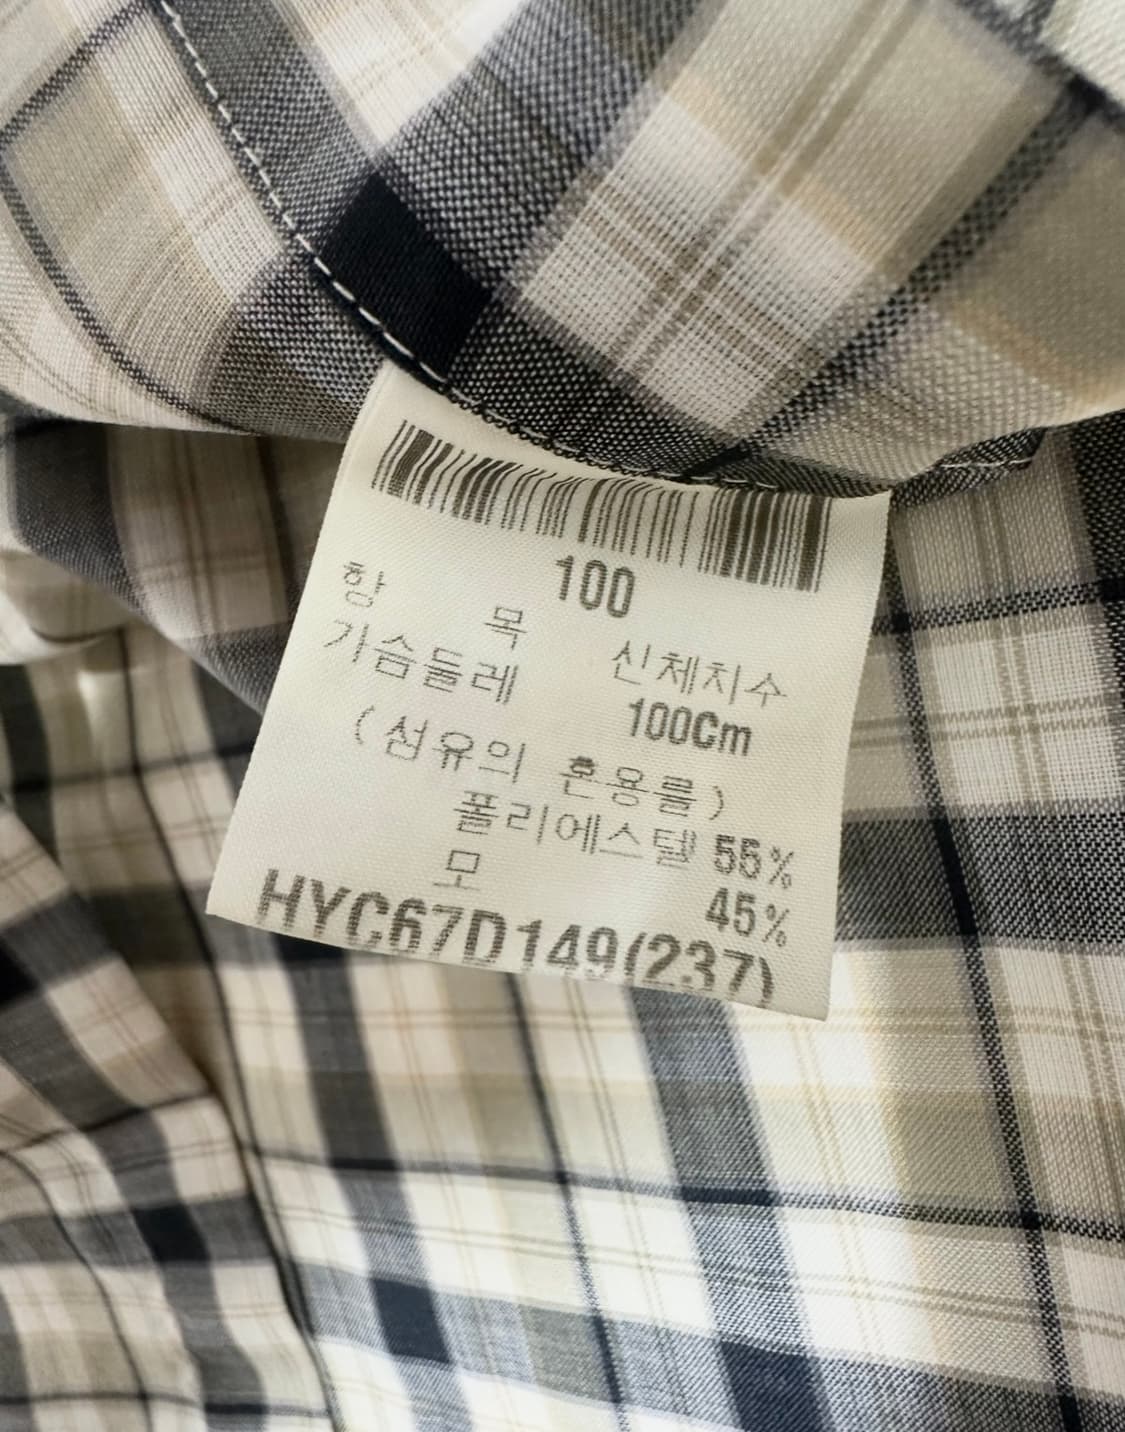 100
항 목 신체치수
가슴둘레 100Cm
(섬유의 혼용률)
폴리에스텔 55%
모 45%
HYC67D149(237)